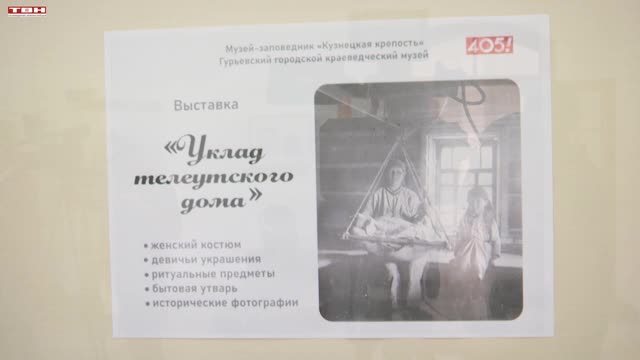 ТВН
Музей-заповедник «Кузнецкая крепость»
Гурьевский городской краеведческий музей
405!
Выставка
«Уклад
телеутского
дома»
• женский костюм
• девичьи украшения
• ритуальные предметы
• бытовая утварь
• исторические фотографии